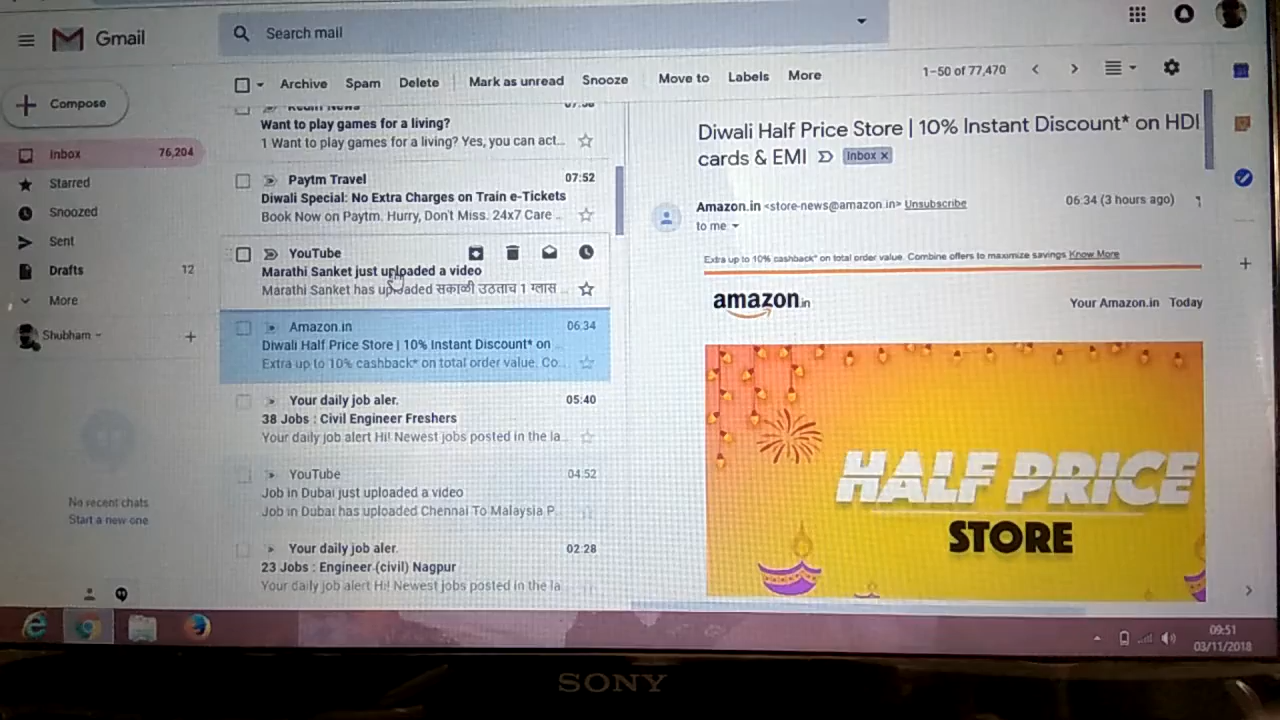 Gmail
Search mail
Archive Spam Delete Mark as unread Snooze Move to Labels More
1–50 of 77,470
Compose
Inbox 76,204
Starred
Snoozed
Sent
Drafts 12
More
Shubham
No recent chats
Start a new one
Want to play games for a living?
1 Want to play games for a living? Yes, you can act...
Paytm Travel 07:52
Diwali Special: No Extra Charges on Train e-Tickets
Book Now on Paytm. Hurry, Don't Miss. 24x7 Care ...
YouTube
Marathi Sanket just uploaded a video
Marathi Sanket has uploaded सकाळी उठताच 1 ग्लास ...
Amazon.in 06:34
Diwali Half Price Store | 10% Instant Discount* on ...
Extra up to 10% cashback* on total order value. Co...
Your daily job aler. 05:40
38 Jobs : Civil Engineer Freshers
Your daily job alert Hi! Newest jobs posted in the la...
YouTube 04:52
Job in Dubai just uploaded a video
Job in Dubai has uploaded Chennai To Malaysia P...
Your daily job aler. 02:28
23 Jobs : Engineer (civil) Nagpur
Your daily job alert Hi! Newest jobs posted in the la
Diwali Half Price Store | 10% Instant Discount* on HDI
cards & EMI Inbox x
Amazon.in <store-news@amazon.in> Unsubscribe 06:34 (3 hours ago)
to me
Extra up to 10% cashback* on total order value. Combine offers to maximize savings Know More
amazon.in Your Amazon.in Today
HALF PRICE
STORE
09:51
03/11/2018
SONY